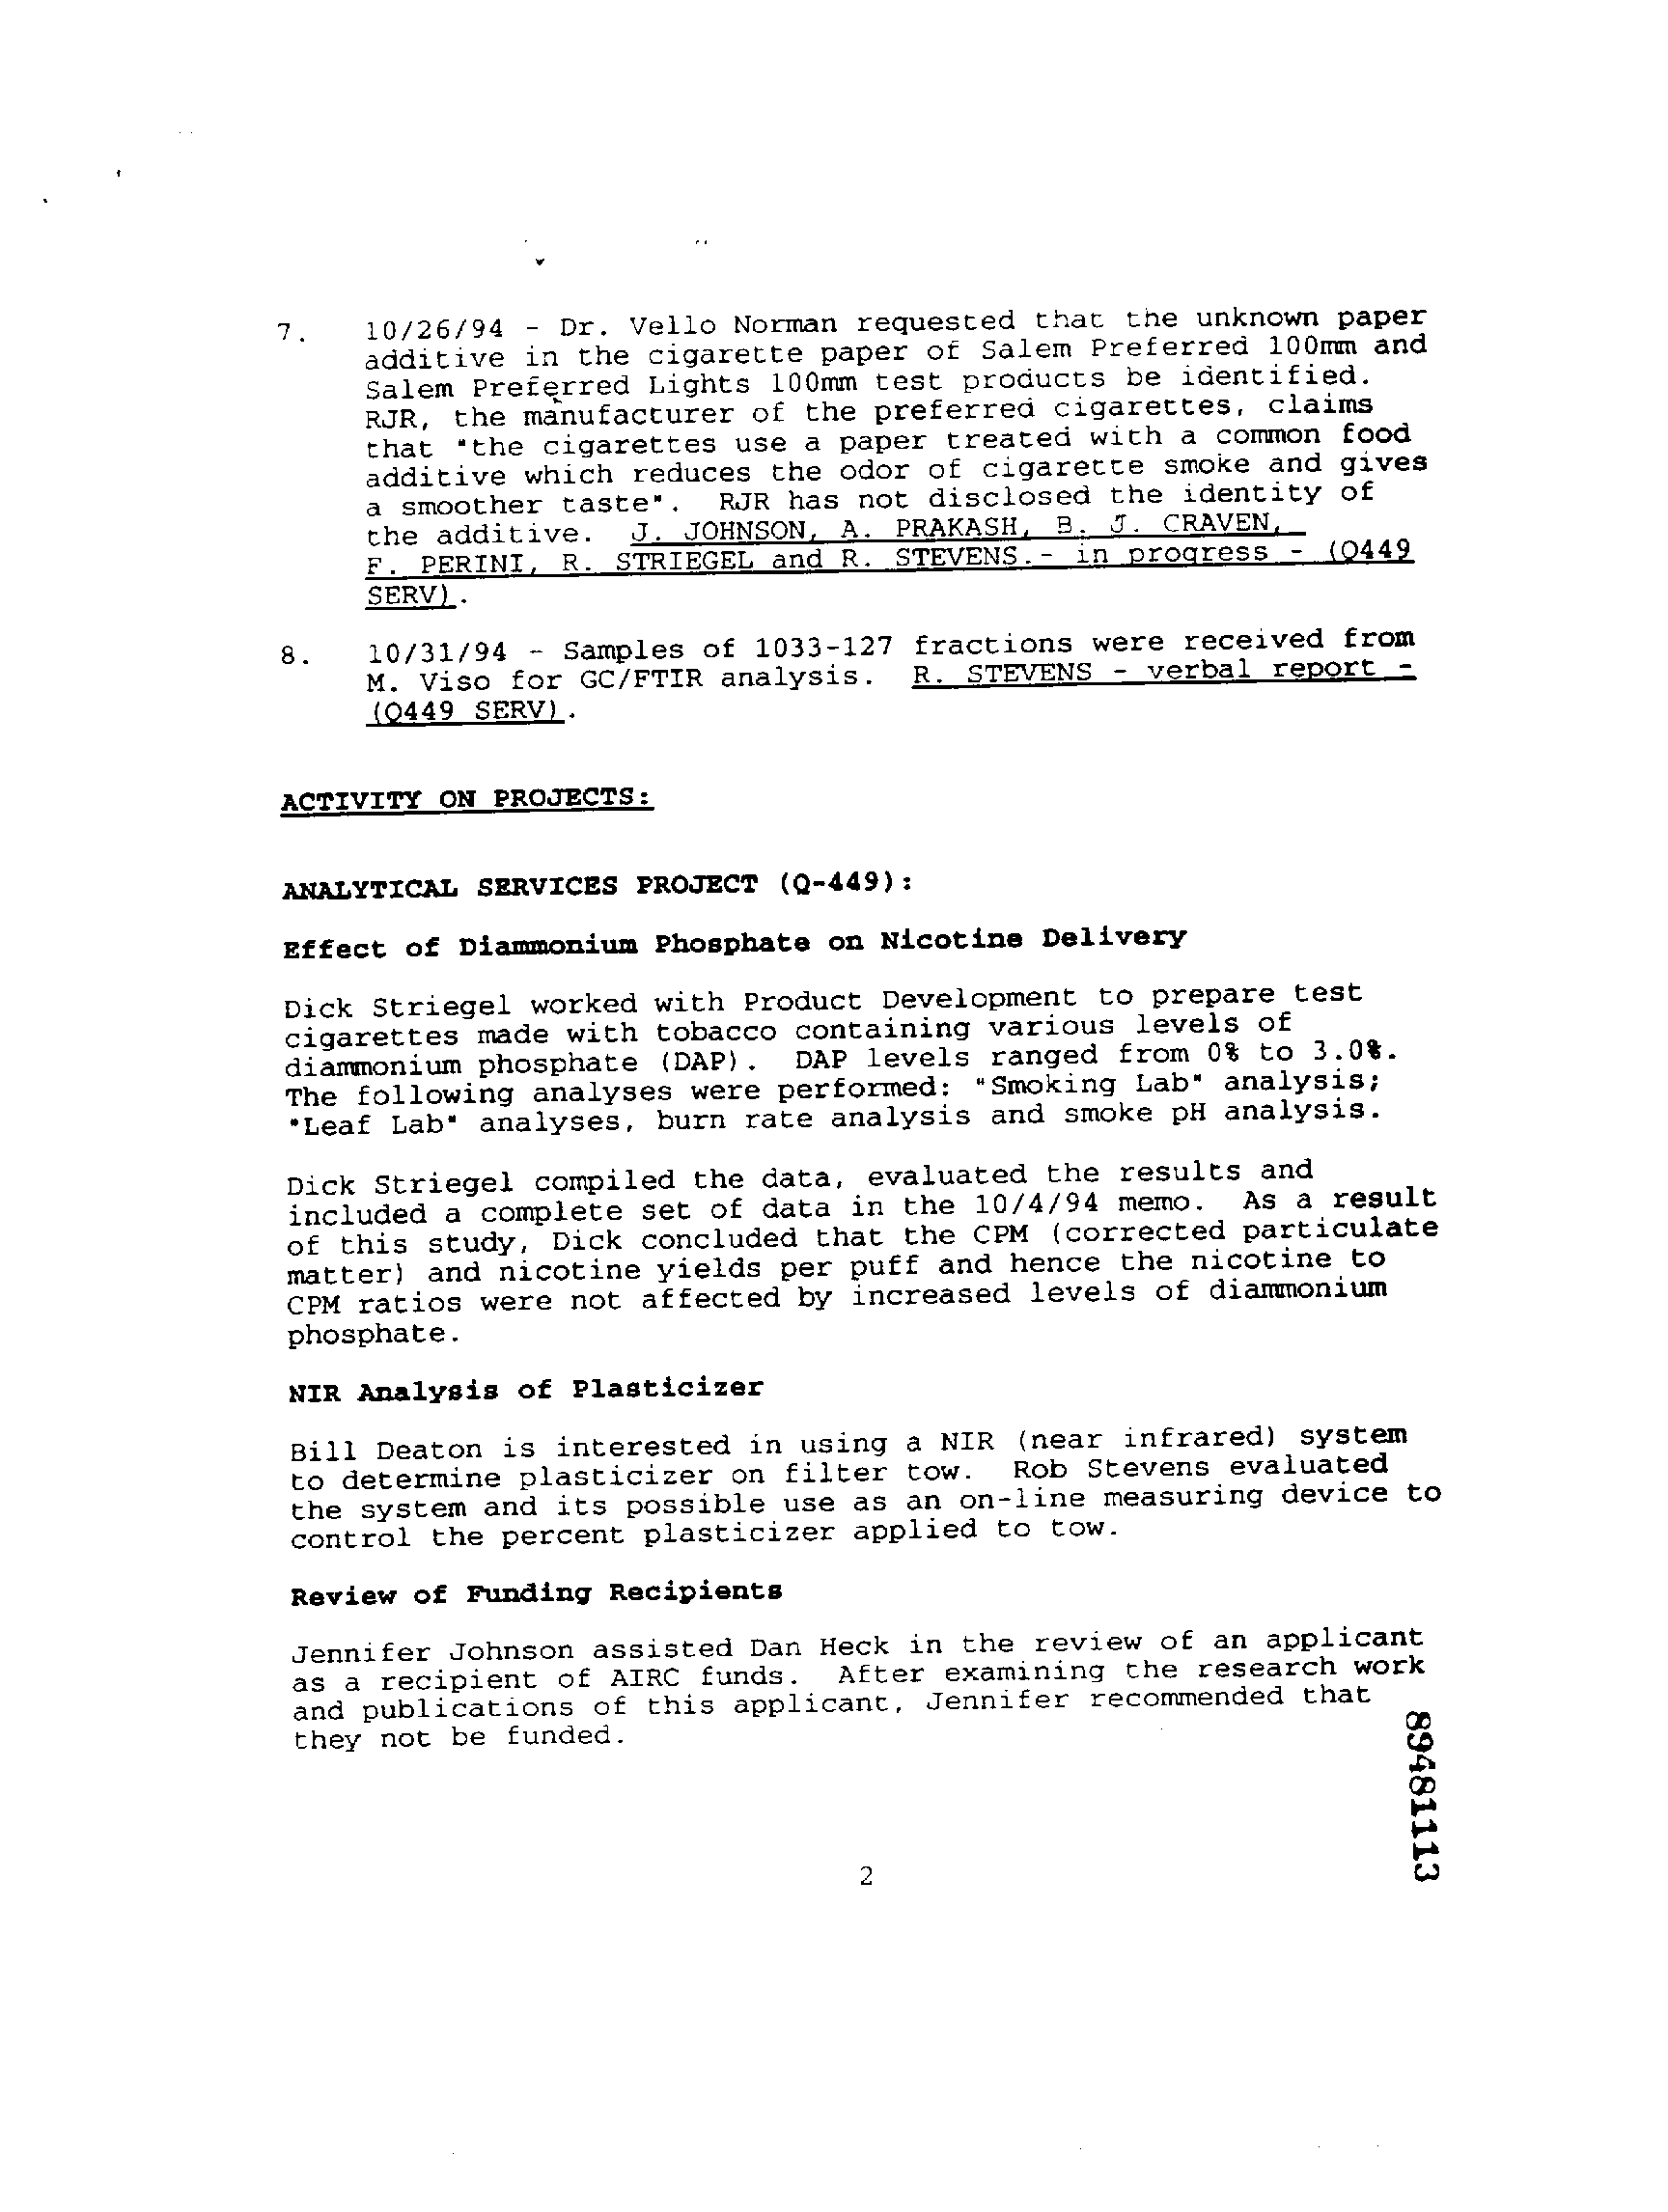 7. 10/26/94 - Dr. Vello Norman requested that the unknown paper
additive in the cigarette paper of Salem Preferred 100mm and
Salem Preferred Lights 100mm test products be identified.
RJR, the manufacturer of the preferred cigarettes, claims
that "the cigarettes use a paper treated with a common food
additive which reduces the odor of cigarette smoke and gives
a smoother taste". RJR has not disclosed the identity of
the additive. J. JOHNSON, A. PRAKASH, B. J. CRAVEN,
F. PERINI, R. STRIEGEL and R. STEVENS.- in progress - (Q449
SERV).
8. 10/31/94 - Samples of 1033-127 fractions were received from
M. Viso for GC/FTIR analysis. R. STEVENS - verbal report -
(Q449 SERV).
ACTIVITY ON PROJECTS:
ANALYTICAL SERVICES PROJECT (Q-449):
Effect of Diammonium Phosphate on Nicotine Delivery
Dick Striegel worked with Product Development to prepare test
cigarettes made with tobacco containing various levels of
diammonium phosphate (DAP). DAP levels ranged from 0% to 3.0%.
The following analyses were performed: "Smoking Lab" analysis;
"Leaf Lab" analyses, burn rate analysis and smoke pH analysis.
Dick Striegel compiled the data, evaluated the results and
included a complete set of data in the 10/4/94 memo. As a result
of this study, Dick concluded that the CPM (corrected particulate
matter) and nicotine yields per puff and hence the nicotine to
CPM ratios were not affected by increased levels of diammonium
phosphate.
NIR Analysis of Plasticizer
Bill Deaton is interested in using a NIR (near infrared) system
to determine plasticizer on filter tow. Rob Stevens evaluated
the system and its possible use as an on-line measuring device to
control the percent plasticizer applied to tow.
Review of Funding Recipients
Jennifer Johnson assisted Dan Heck in the review of an applicant
as a recipient of AIRC funds. After examining the research work
and publications of this applicant, Jennifer recommended that
they not be funded.
89481113
2